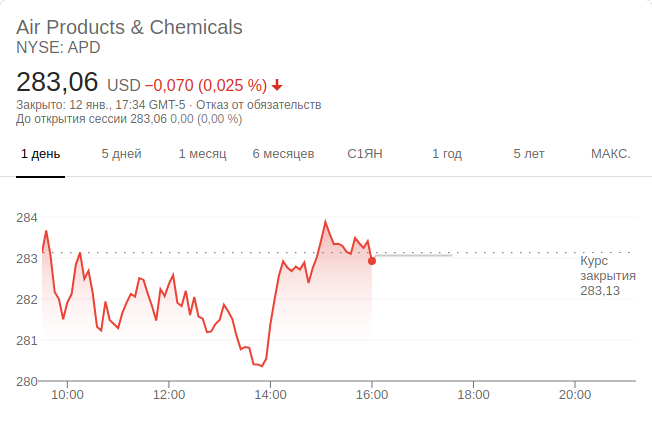 Air Products & Chemicals
NYSE: APD
283,06 USD −0,070 (0,025 %)
Закрыто: 12 янв., 17:34 GMT-5 · Отказ от обязательств
До открытия сессии 283,06 0,00 (0,00 %)
1 день 5 дней 1 месяц 6 месяцев С1ЯН 1 год 5 лет МАКС.
284
283
282
281
280
Курс
закрытия
283,13
10:00 12:00 14:00 16:00 18:00 20:00